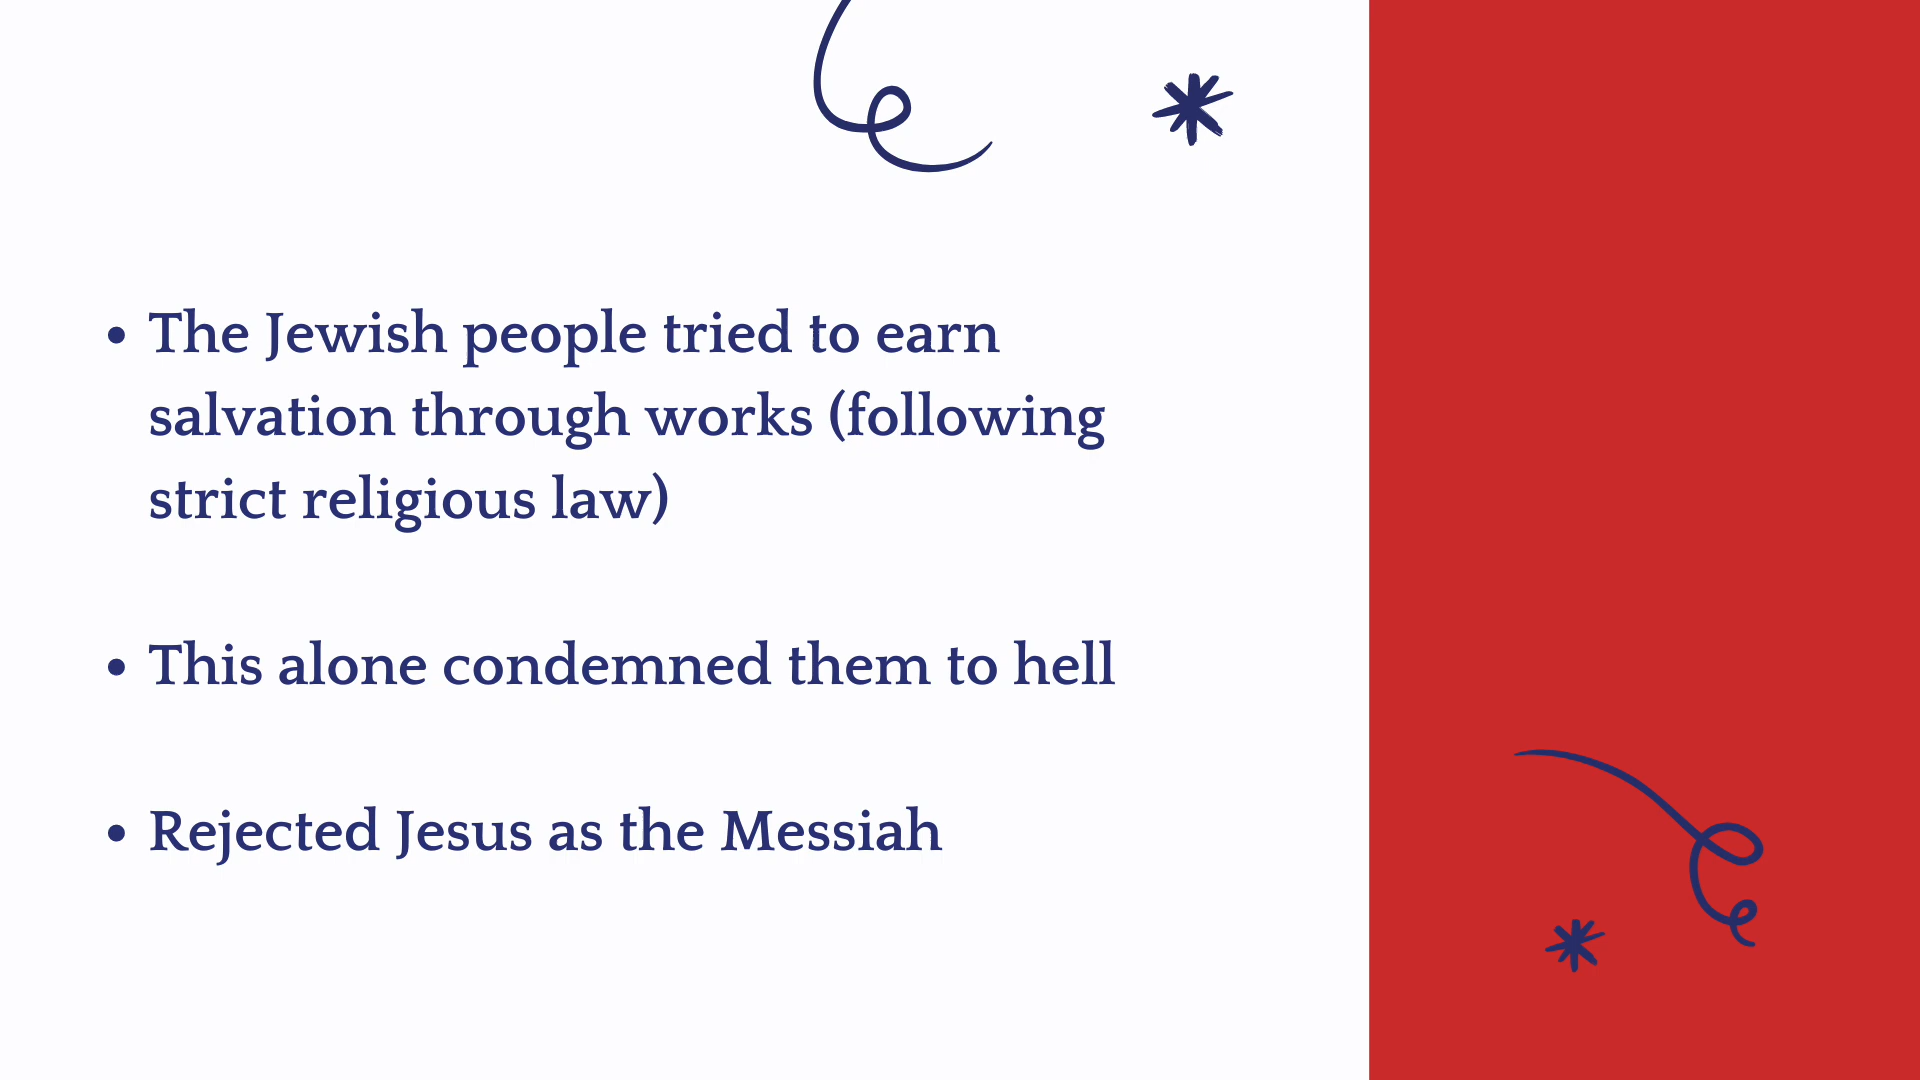 • The Jewish people tried to earn
salvation through works (following
strict religious law)
• This alone condemned them to hell
• Rejected Jesus as the Messiah